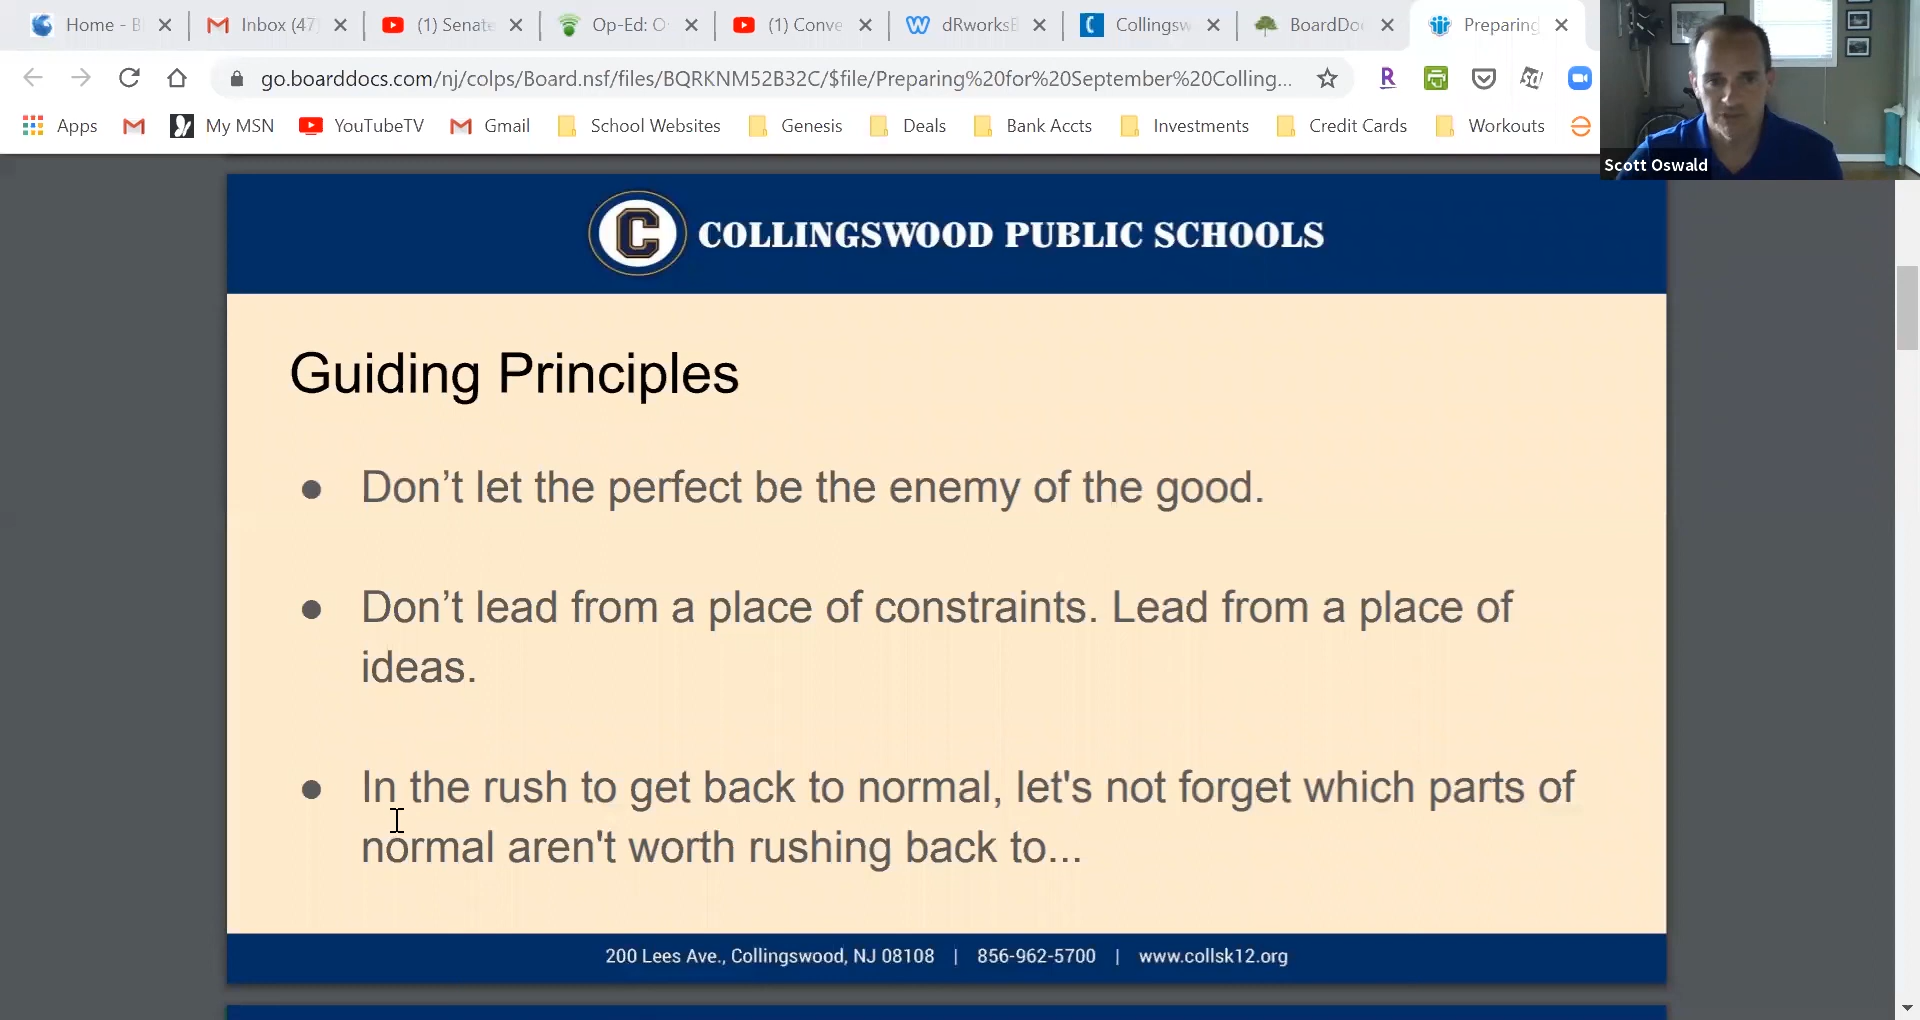 Home - B
Inbox (47
(1) Senate
Op-Ed: O
(1) Conve
dRworksB
Collingsw
BoardDoc
Preparing
go.boarddocs.com/nj/colps/Board.nsf/files/BQRKNM52B32C/$file/Preparing%20for%20September%20Colling...
Apps
My MSN
YouTubeTV
Gmail
School Websites
Genesis
Deals
Bank Accts
Investments
Credit Cards
Workouts
Scott Oswald
C COLLINGSWOOD PUBLIC SCHOOLS
Guiding Principles
● Don’t let the perfect be the enemy of the good.
● Don’t lead from a place of constraints. Lead from a place of
ideas.
● In the rush to get back to normal, let's not forget which parts of
normal aren't worth rushing back to...
200 Lees Ave., Collingswood, NJ 08108 | 856-962-5700 | www.collsk12.org